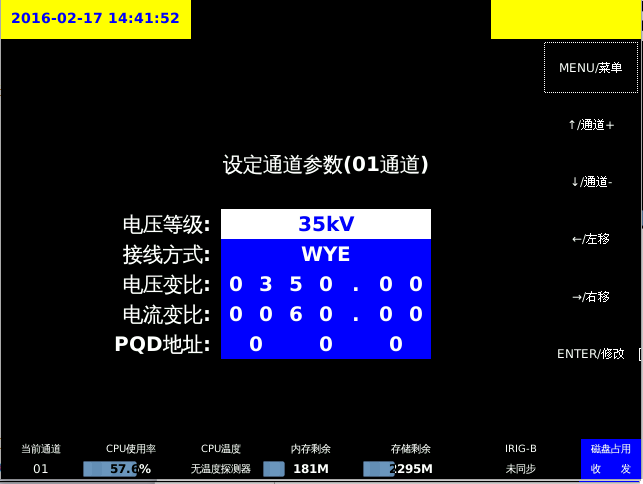 2016-02-17 14:41:52
MENU/菜单
↑/通道+
设定通道参数(01通道)
↓/通道-
电压等级: 35kV
←/左移
接线方式: WYE
电压变比: 0 3 5 0 . 0 0
→/右移
电流变比: 0 0 6 0 . 0 0
PQD地址: 0 0 0
ENTER/修改
当前通道 CPU使用率 CPU温度 内存剩余 存储剩余 IRIG-B 磁盘占用
01 57.6% 无温度探测器 181M 2295M 未同步 收 发